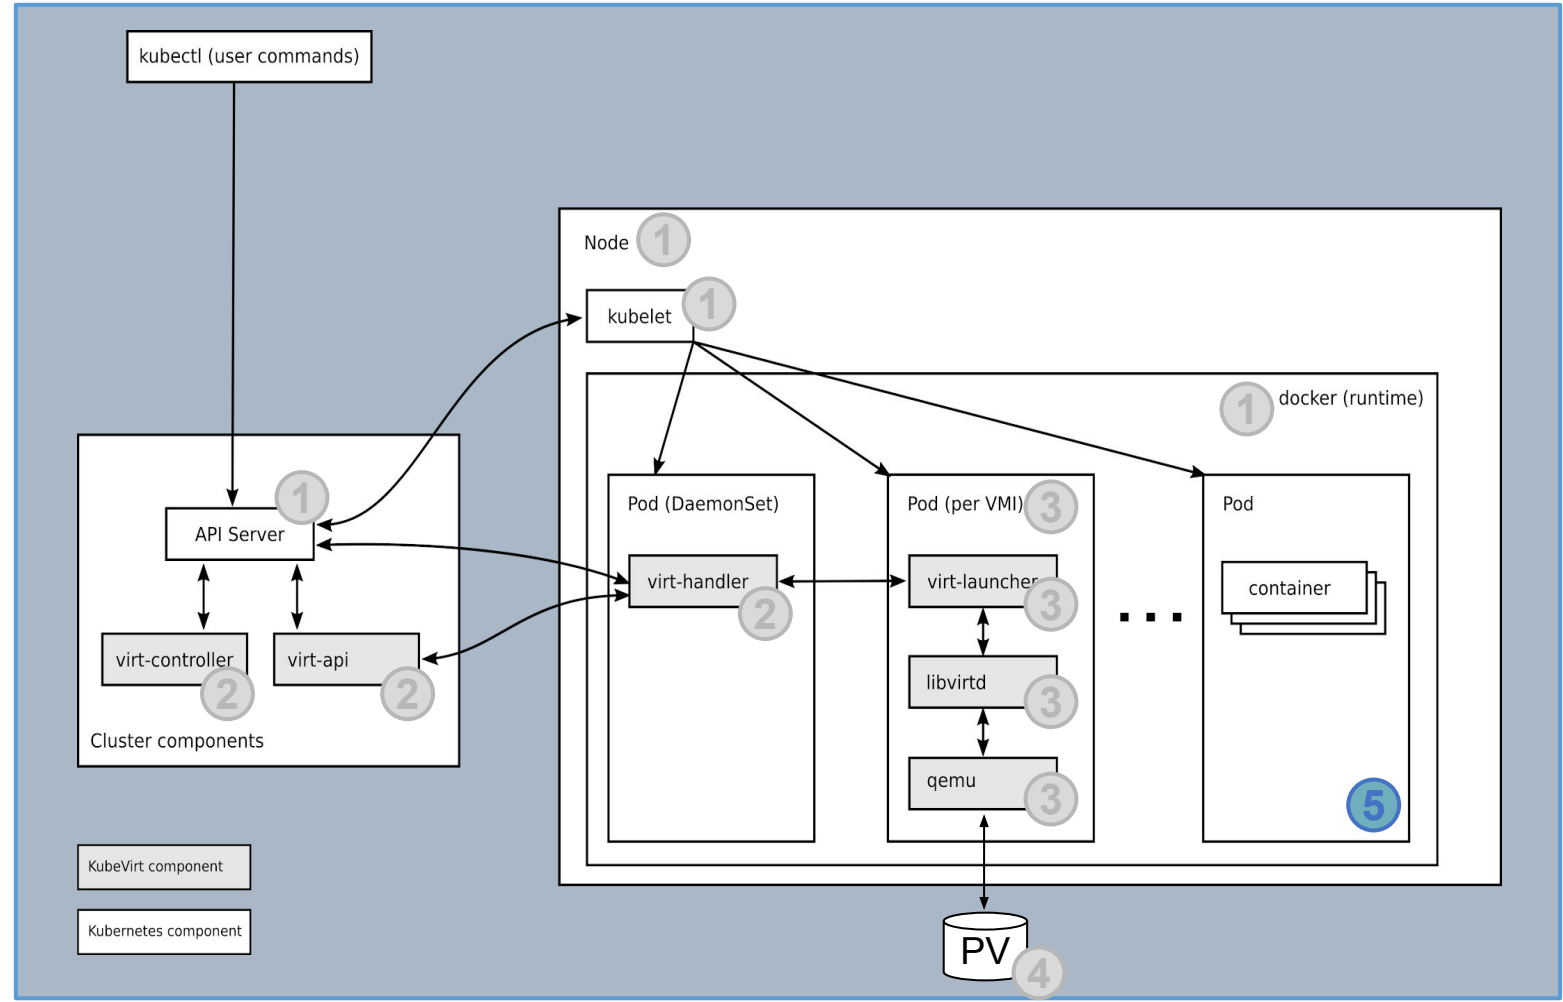 kubectl (user commands)
Node 1
kubelet 1
1 docker (runtime)
API Server 1
virt-controller 2
virt-api 2
Cluster components
Pod (DaemonSet)
virt-handler 2
Pod (per VMI) 3
virt-launcher 3
libvirtd 3
qemu 3
...
Pod
container
5
KubeVirt component
Kubernetes component
PV 4